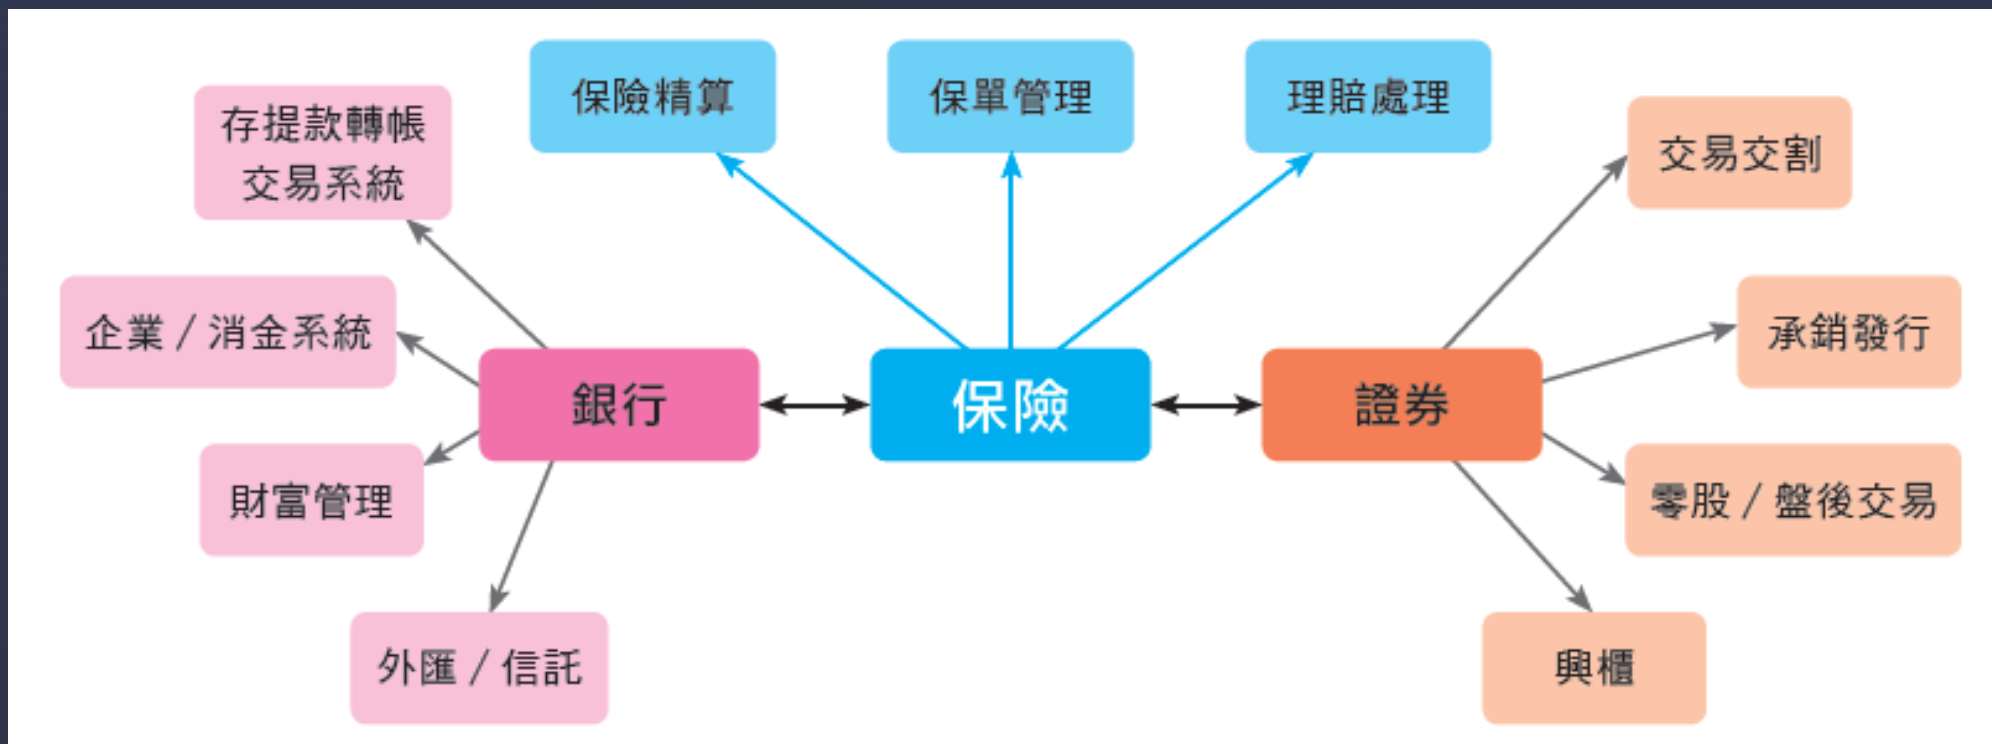 保險精算
保單管理
理賠處理
存提款轉帳
交易系統
交易交割
企業 / 消金系統
承銷發行
銀行
保險
證券
財富管理
零股 / 盤後交易
外匯 / 信託
興櫃